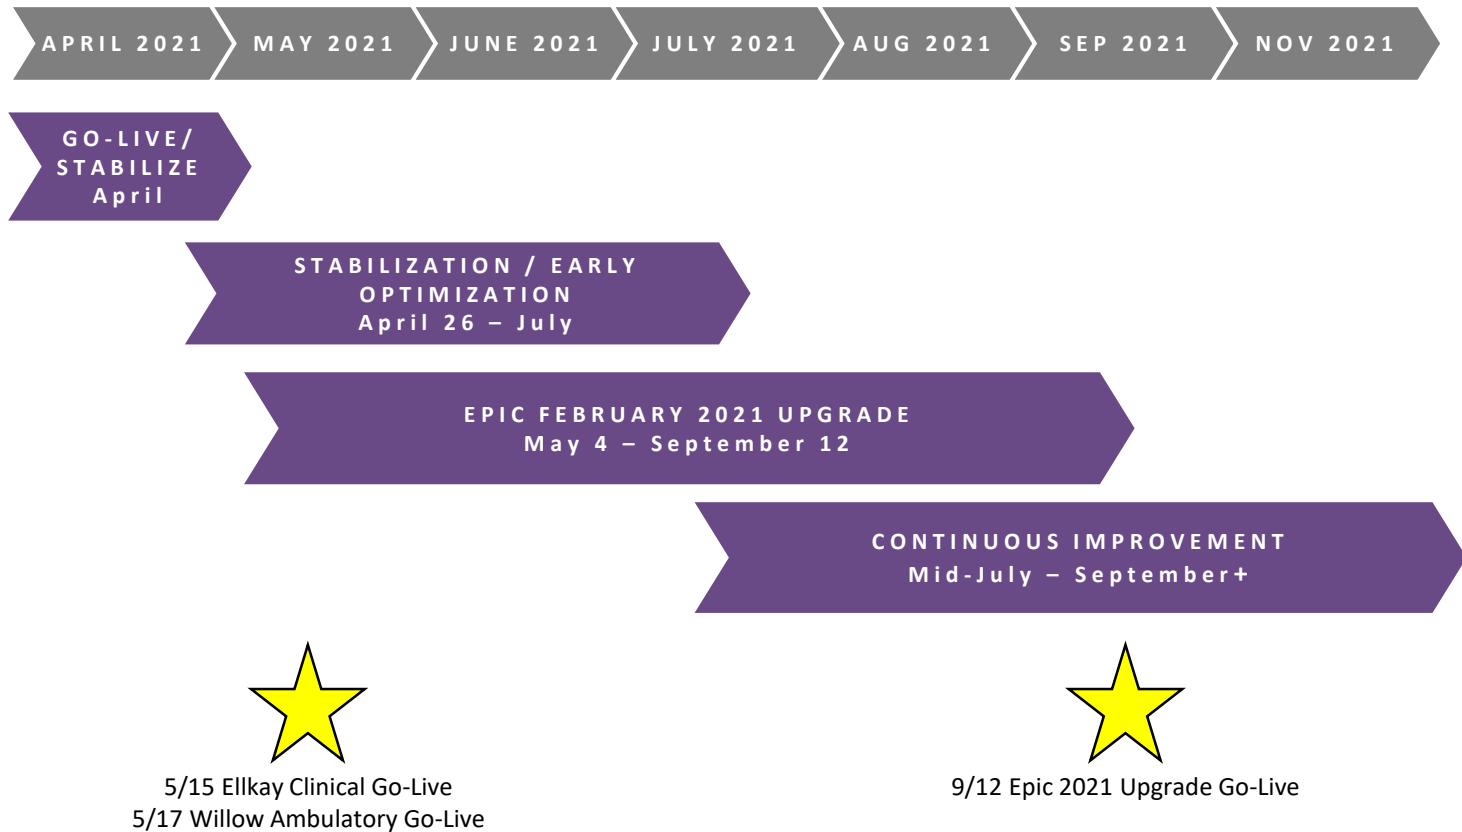 APRIL 2021
MAY 2021
JUNE 2021
JULY 2021
AUG 2021
SEP 2021
NOV 2021
GO-LIVE/
STABILIZE
April
STABILIZATION / EARLY
OPTIMIZATION
April 26 – July
EPIC FEBRUARY 2021 UPGRADE
May 4 – September 12
CONTINUOUS IMPROVEMENT
Mid-July – September+
5/15 Ellkay Clinical Go-Live
5/17 Willow Ambulatory Go-Live
9/12 Epic 2021 Upgrade Go-Live